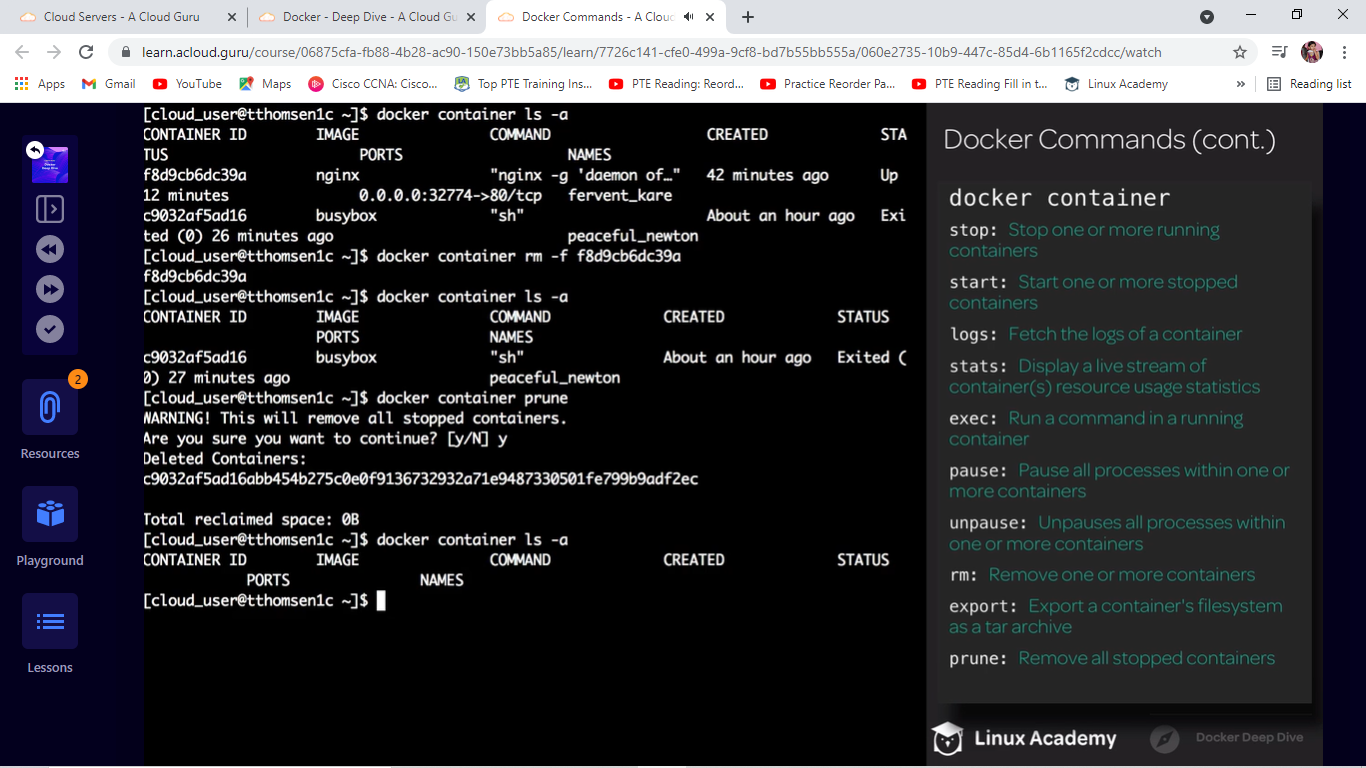 Cloud Servers - A Cloud Guru
Docker - Deep Dive - A Cloud Gu
Docker Commands - A Cloud
learn.acloud.guru/course/06875cfa-fb88-4b28-ac90-150e73bb5a85/learn/7726c141-cfe0-499a-9cf8-bd7b55bb555a/060e2735-10b9-447c-85d4-6b1165f2cdcc/watch
Apps
Gmail
YouTube
Maps
Cisco CCNA: Cisco...
Top PTE Training Ins...
PTE Reading: Reord...
Practice Reorder Pa...
PTE Reading Fill in t...
Linux Academy
»
Reading list
2
Resources
Playground
Lessons
[cloud_user@tthomsen1c ~]$ docker container ls -a
CONTAINER ID IMAGE COMMAND CREATED STA
TUS PORTS NAMES
f8d9cb6dc39a nginx "nginx -g 'daemon of…" 42 minutes ago Up
12 minutes 0.0.0.0:32774->80/tcp fervent_kare
c9032af5ad16 busybox "sh" About an hour ago Exi
ted (0) 26 minutes ago peaceful_newton
[cloud_user@tthomsen1c ~]$ docker container rm -f f8d9cb6dc39a
f8d9cb6dc39a
[cloud_user@tthomsen1c ~]$ docker container ls -a
CONTAINER ID IMAGE COMMAND CREATED STATUS
PORTS NAMES
c9032af5ad16 busybox "sh" About an hour ago Exited (
0) 27 minutes ago peaceful_newton
[cloud_user@tthomsen1c ~]$ docker container prune
WARNING! This will remove all stopped containers.
Are you sure you want to continue? [y/N] y
Deleted Containers:
c9032af5ad16abb454b275c0e0f9136732932a71e9487330501fe799b9adf2ec
Total reclaimed space: 0B
[cloud_user@tthomsen1c ~]$ docker container ls -a
CONTAINER ID IMAGE COMMAND CREATED STATUS
PORTS NAMES
[cloud_user@tthomsen1c ~]$
Docker Commands (cont.)
docker container
stop: Stop one or more running
containers
start: Start one or more stopped
containers
logs: Fetch the logs of a container
stats: Display a live stream of
container(s) resource usage statistics
exec: Run a command in a running
container
pause: Pause all processes within one or
more containers
unpause: Unpauses all processes within
one or more containers
rm: Remove one or more containers
export: Export a container's filesystem
as a tar archive
prune: Remove all stopped containers
Linux Academy
Docker Deep Dive